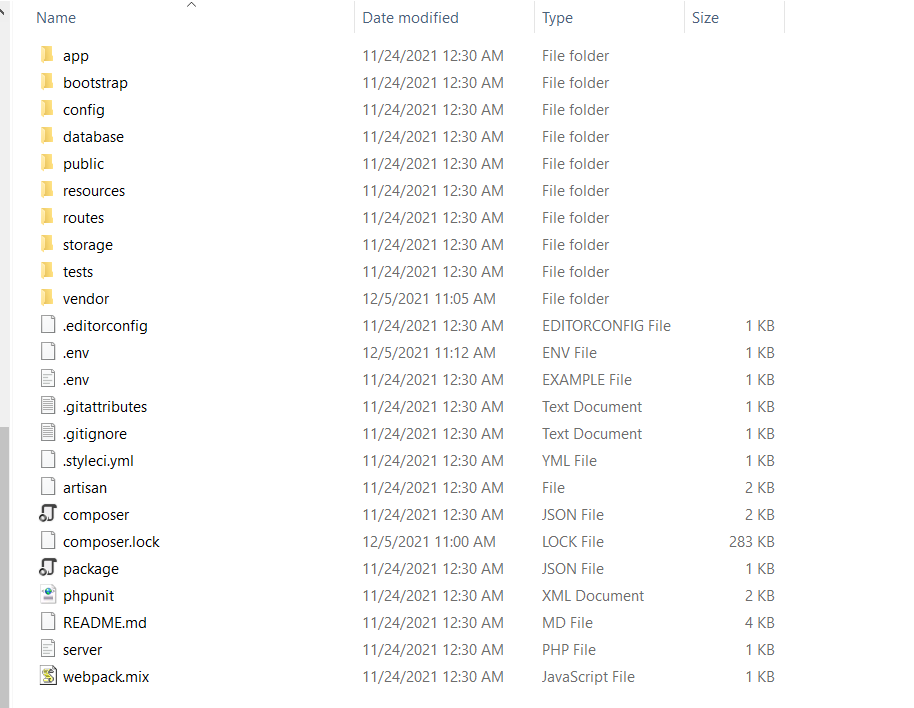 Name Date modified Type Size
app 11/24/2021 12:30 AM File folder
bootstrap 11/24/2021 12:30 AM File folder
config 11/24/2021 12:30 AM File folder
database 11/24/2021 12:30 AM File folder
public 11/24/2021 12:30 AM File folder
resources 11/24/2021 12:30 AM File folder
routes 11/24/2021 12:30 AM File folder
storage 11/24/2021 12:30 AM File folder
tests 11/24/2021 12:30 AM File folder
vendor 12/5/2021 11:05 AM File folder
.editorconfig 11/24/2021 12:30 AM EDITORCONFIG File 1 KB
.env 12/5/2021 11:12 AM ENV File 1 KB
.env 11/24/2021 12:30 AM EXAMPLE File 1 KB
.gitattributes 11/24/2021 12:30 AM Text Document 1 KB
.gitignore 11/24/2021 12:30 AM Text Document 1 KB
.styleci.yml 11/24/2021 12:30 AM YML File 1 KB
artisan 11/24/2021 12:30 AM File 2 KB
composer 11/24/2021 12:30 AM JSON File 2 KB
composer.lock 12/5/2021 11:00 AM LOCK File 283 KB
package 11/24/2021 12:30 AM JSON File 1 KB
phpunit 11/24/2021 12:30 AM XML Document 2 KB
README.md 11/24/2021 12:30 AM MD File 4 KB
server 11/24/2021 12:30 AM PHP File 1 KB
webpack.mix 11/24/2021 12:30 AM JavaScript File 1 KB